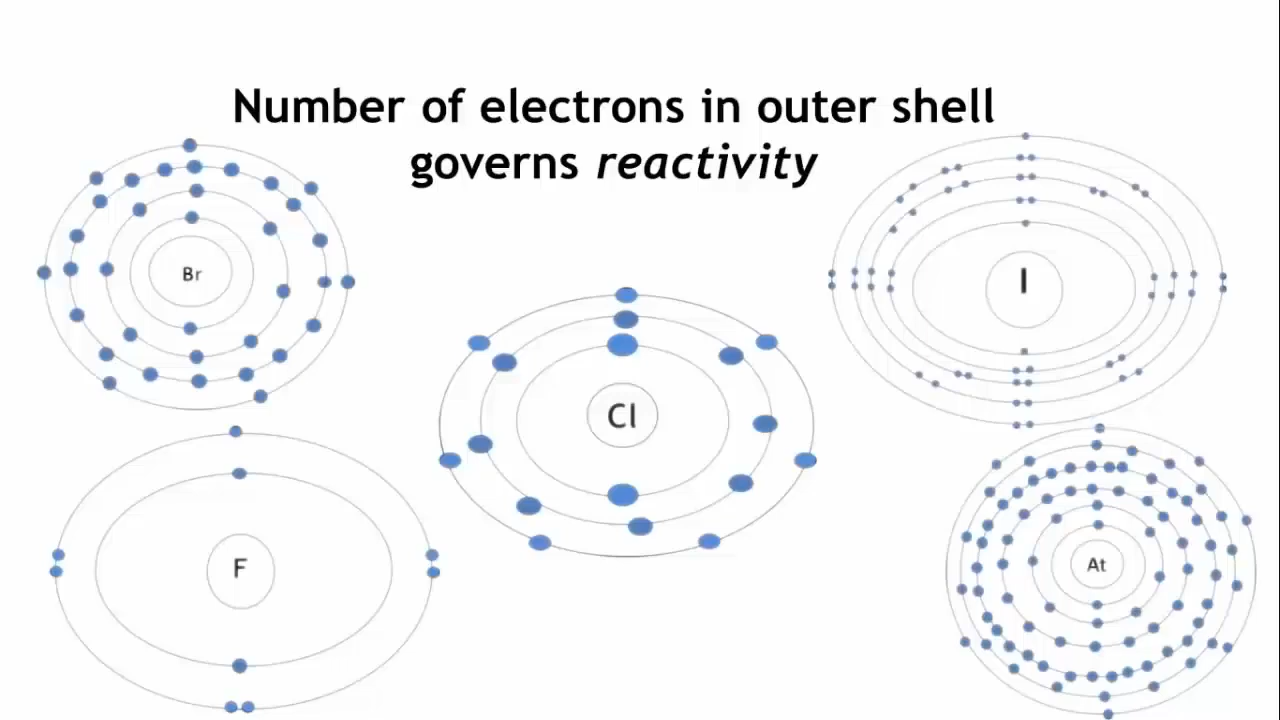 Number of electrons in outer shell
governs reactivity
Br
I
Cl
F
At